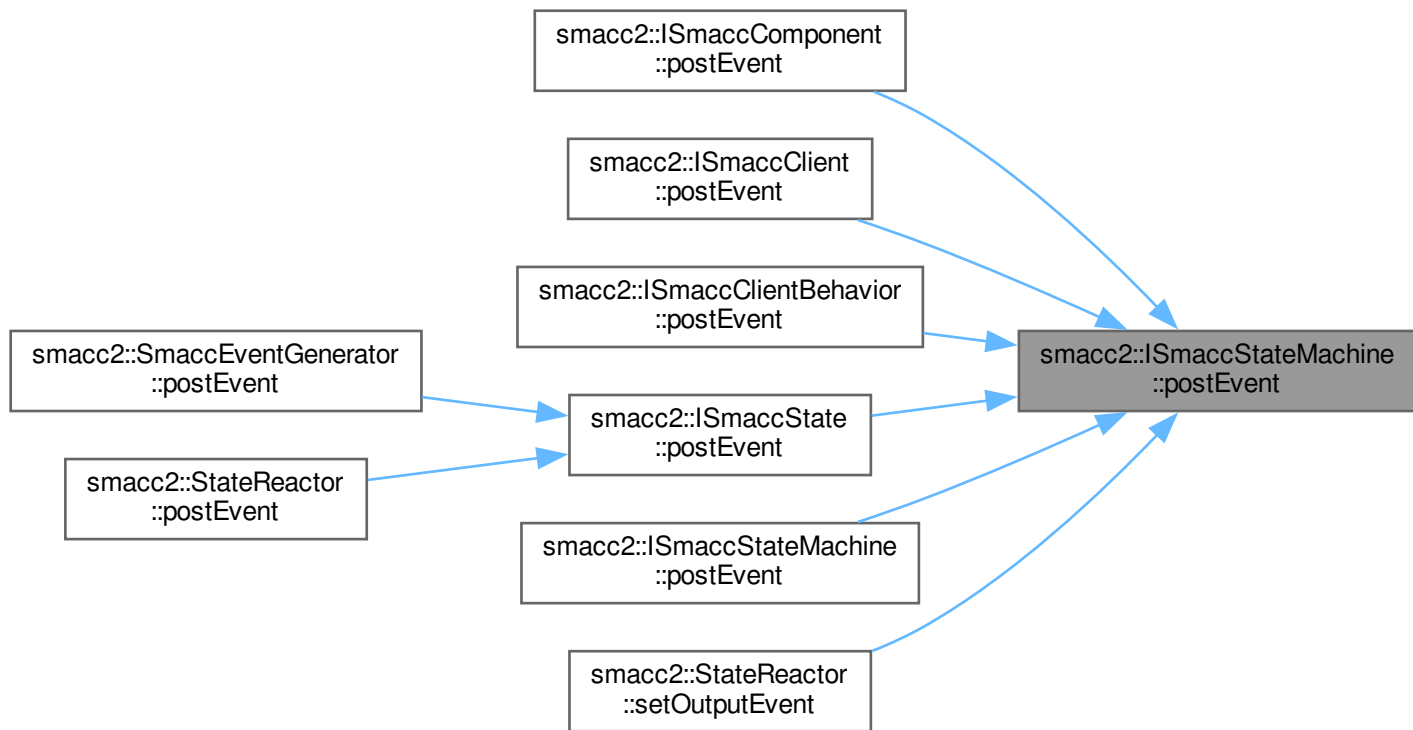 smacc2::ISmaccComponent
::postEvent
smacc2::ISmaccClient
::postEvent
smacc2::ISmaccClientBehavior
::postEvent
smacc2::SmaccEventGenerator
::postEvent
smacc2::ISmaccStateMachine
::postEvent
smacc2::ISmaccState
::postEvent
smacc2::StateReactor
::postEvent
smacc2::ISmaccStateMachine
::postEvent
smacc2::StateReactor
::setOutputEvent